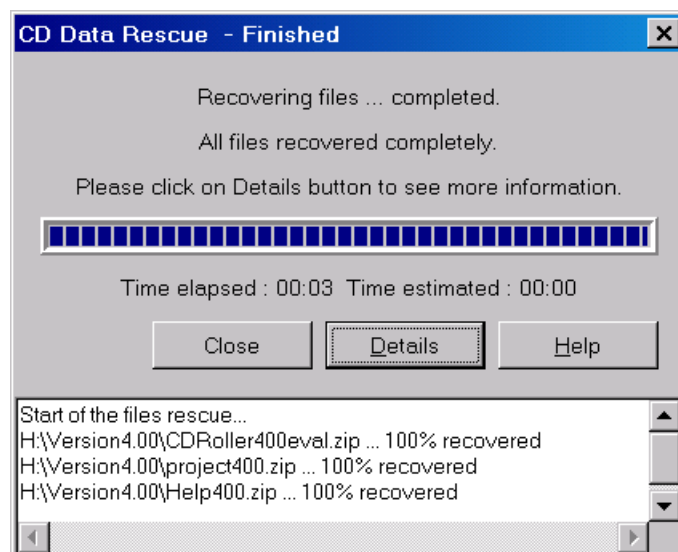 CD Data Rescue - Finished
Recovering files ... completed.
All files recovered completely.
Please click on Details button to see more information.
Time elapsed : 00:03 Time estimated : 00:00
Close Details Help
Start of the files rescue...
H:\Version4.00\CDRoller400eval.zip ... 100% recovered
H:\Version4.00\project400.zip ... 100% recovered
H:\Version4.00\Help400.zip ... 100% recovered